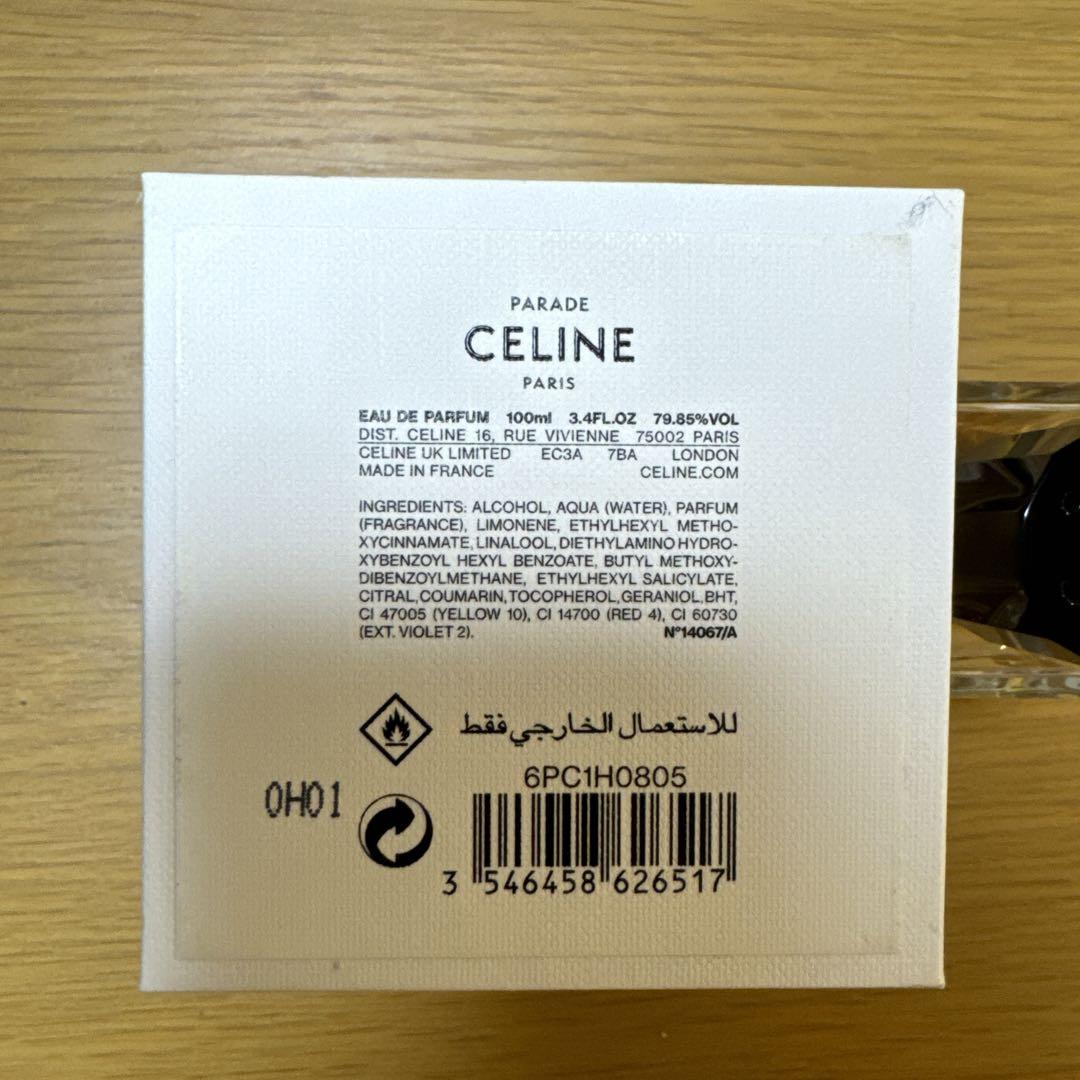 PARADE
CELINE
PARIS
EAU DE PARFUM 100ml 3.4FL.OZ 79.85%VOL
DIST. CELINE 16, RUE VIVIENNE 75002 PARIS
CELINE UK LIMITED EC3A 7BA LONDON
MADE IN FRANCE CELINE.COM
INGREDIENTS: ALCOHOL, AQUA (WATER), PARFUM
(FRAGRANCE), LIMONENE, ETHYLHEXYL METHO-
XYCINNAMATE, LINALOOL, DIETHYLAMINO HYDRO-
XYBENZOYL HEXYL BENZOATE, BUTYL METHOXY-
DIBENZOYLMETHANE, ETHYLHEXYL SALICYLATE,
CITRAL, COUMARIN, TOCOPHEROL, GERANIOL, BHT,
CI 47005 (YELLOW 10), CI 14700 (RED 4), CI 60730
(EXT. VIOLET 2). N°14067/A
للاستعمال الخارجي فقط
6PC1H0805
0H01
3 546458 626517